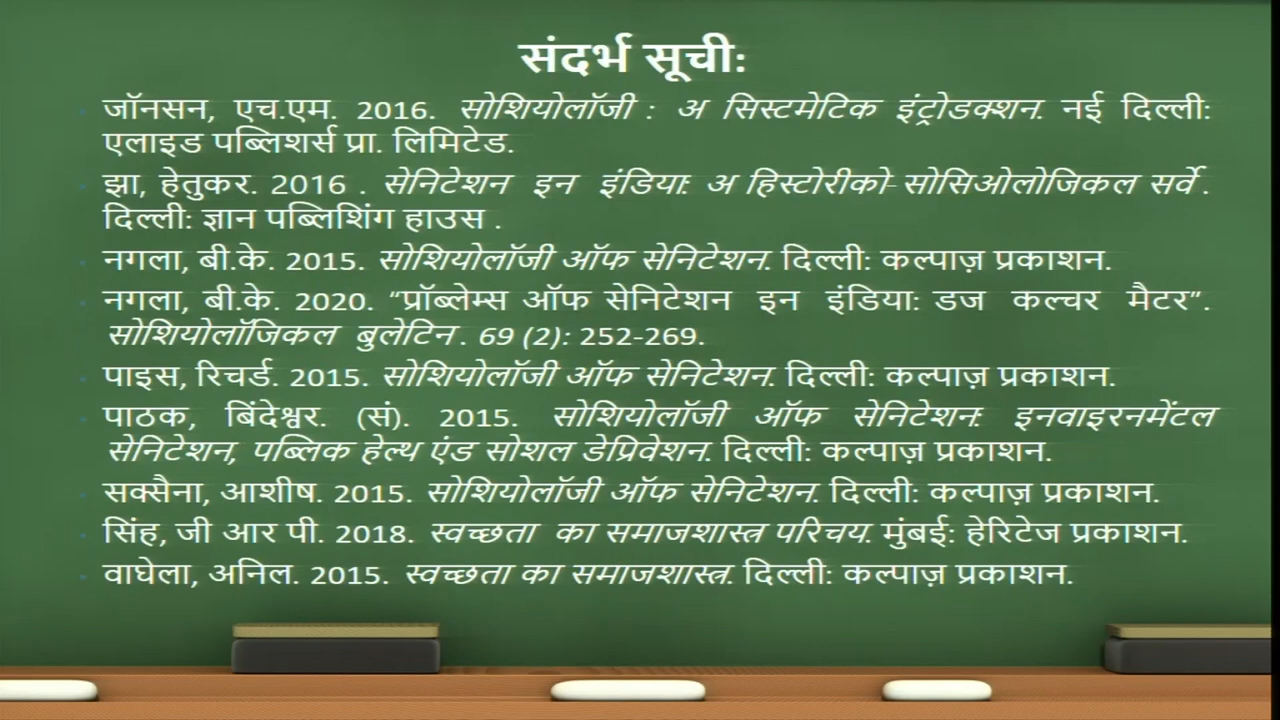 संदर्भ सूची:
जॉनसन, एच.एम. 2016. सोशियोलॉजी : अ सिस्टमेटिक इंट्रोडक्शन. नई दिल्ली:
एलाइड पब्लिशर्स प्रा. लिमिटेड.
झा, हेतुकर. 2016 . सेनिटेशन इन इंडिया: अ हिस्टोरीको-सोसिओलोजिकल सर्वे .
दिल्ली: ज्ञान पब्लिशिंग हाउस .
नगला, बी.के. 2015. सोशियोलॉजी ऑफ सेनिटेशन. दिल्ली: कल्पाज़ प्रकाशन.
नगला, बी.के. 2020. “प्रॉब्लेम्स ऑफ सेनिटेशन इन इंडिया: डज कल्चर मैटर”.
सोशियोलॉजिकल बुलेटिन . 69 (2): 252-269.
पाइस, रिचर्ड. 2015. सोशियोलॉजी ऑफ सेनिटेशन. दिल्ली: कल्पाज़ प्रकाशन.
पाठक, बिंदेश्वर. (सं). 2015. सोशियोलॉजी ऑफ सेनिटेशन: इनवाइरनमेंटल
सेनिटेशन, पब्लिक हेल्थ एंड सोशल डेप्रिवेशन. दिल्ली: कल्पाज़ प्रकाशन.
सक्सैना, आशीष. 2015. सोशियोलॉजी ऑफ सेनिटेशन. दिल्ली: कल्पाज़ प्रकाशन.
सिंह, जी आर पी. 2018. स्वच्छता का समाजशास्त्र परिचय. मुंबई: हेरिटेज प्रकाशन.
वाघेला, अनिल. 2015. स्वच्छता का समाजशास्त्र. दिल्ली: कल्पाज़ प्रकाशन.